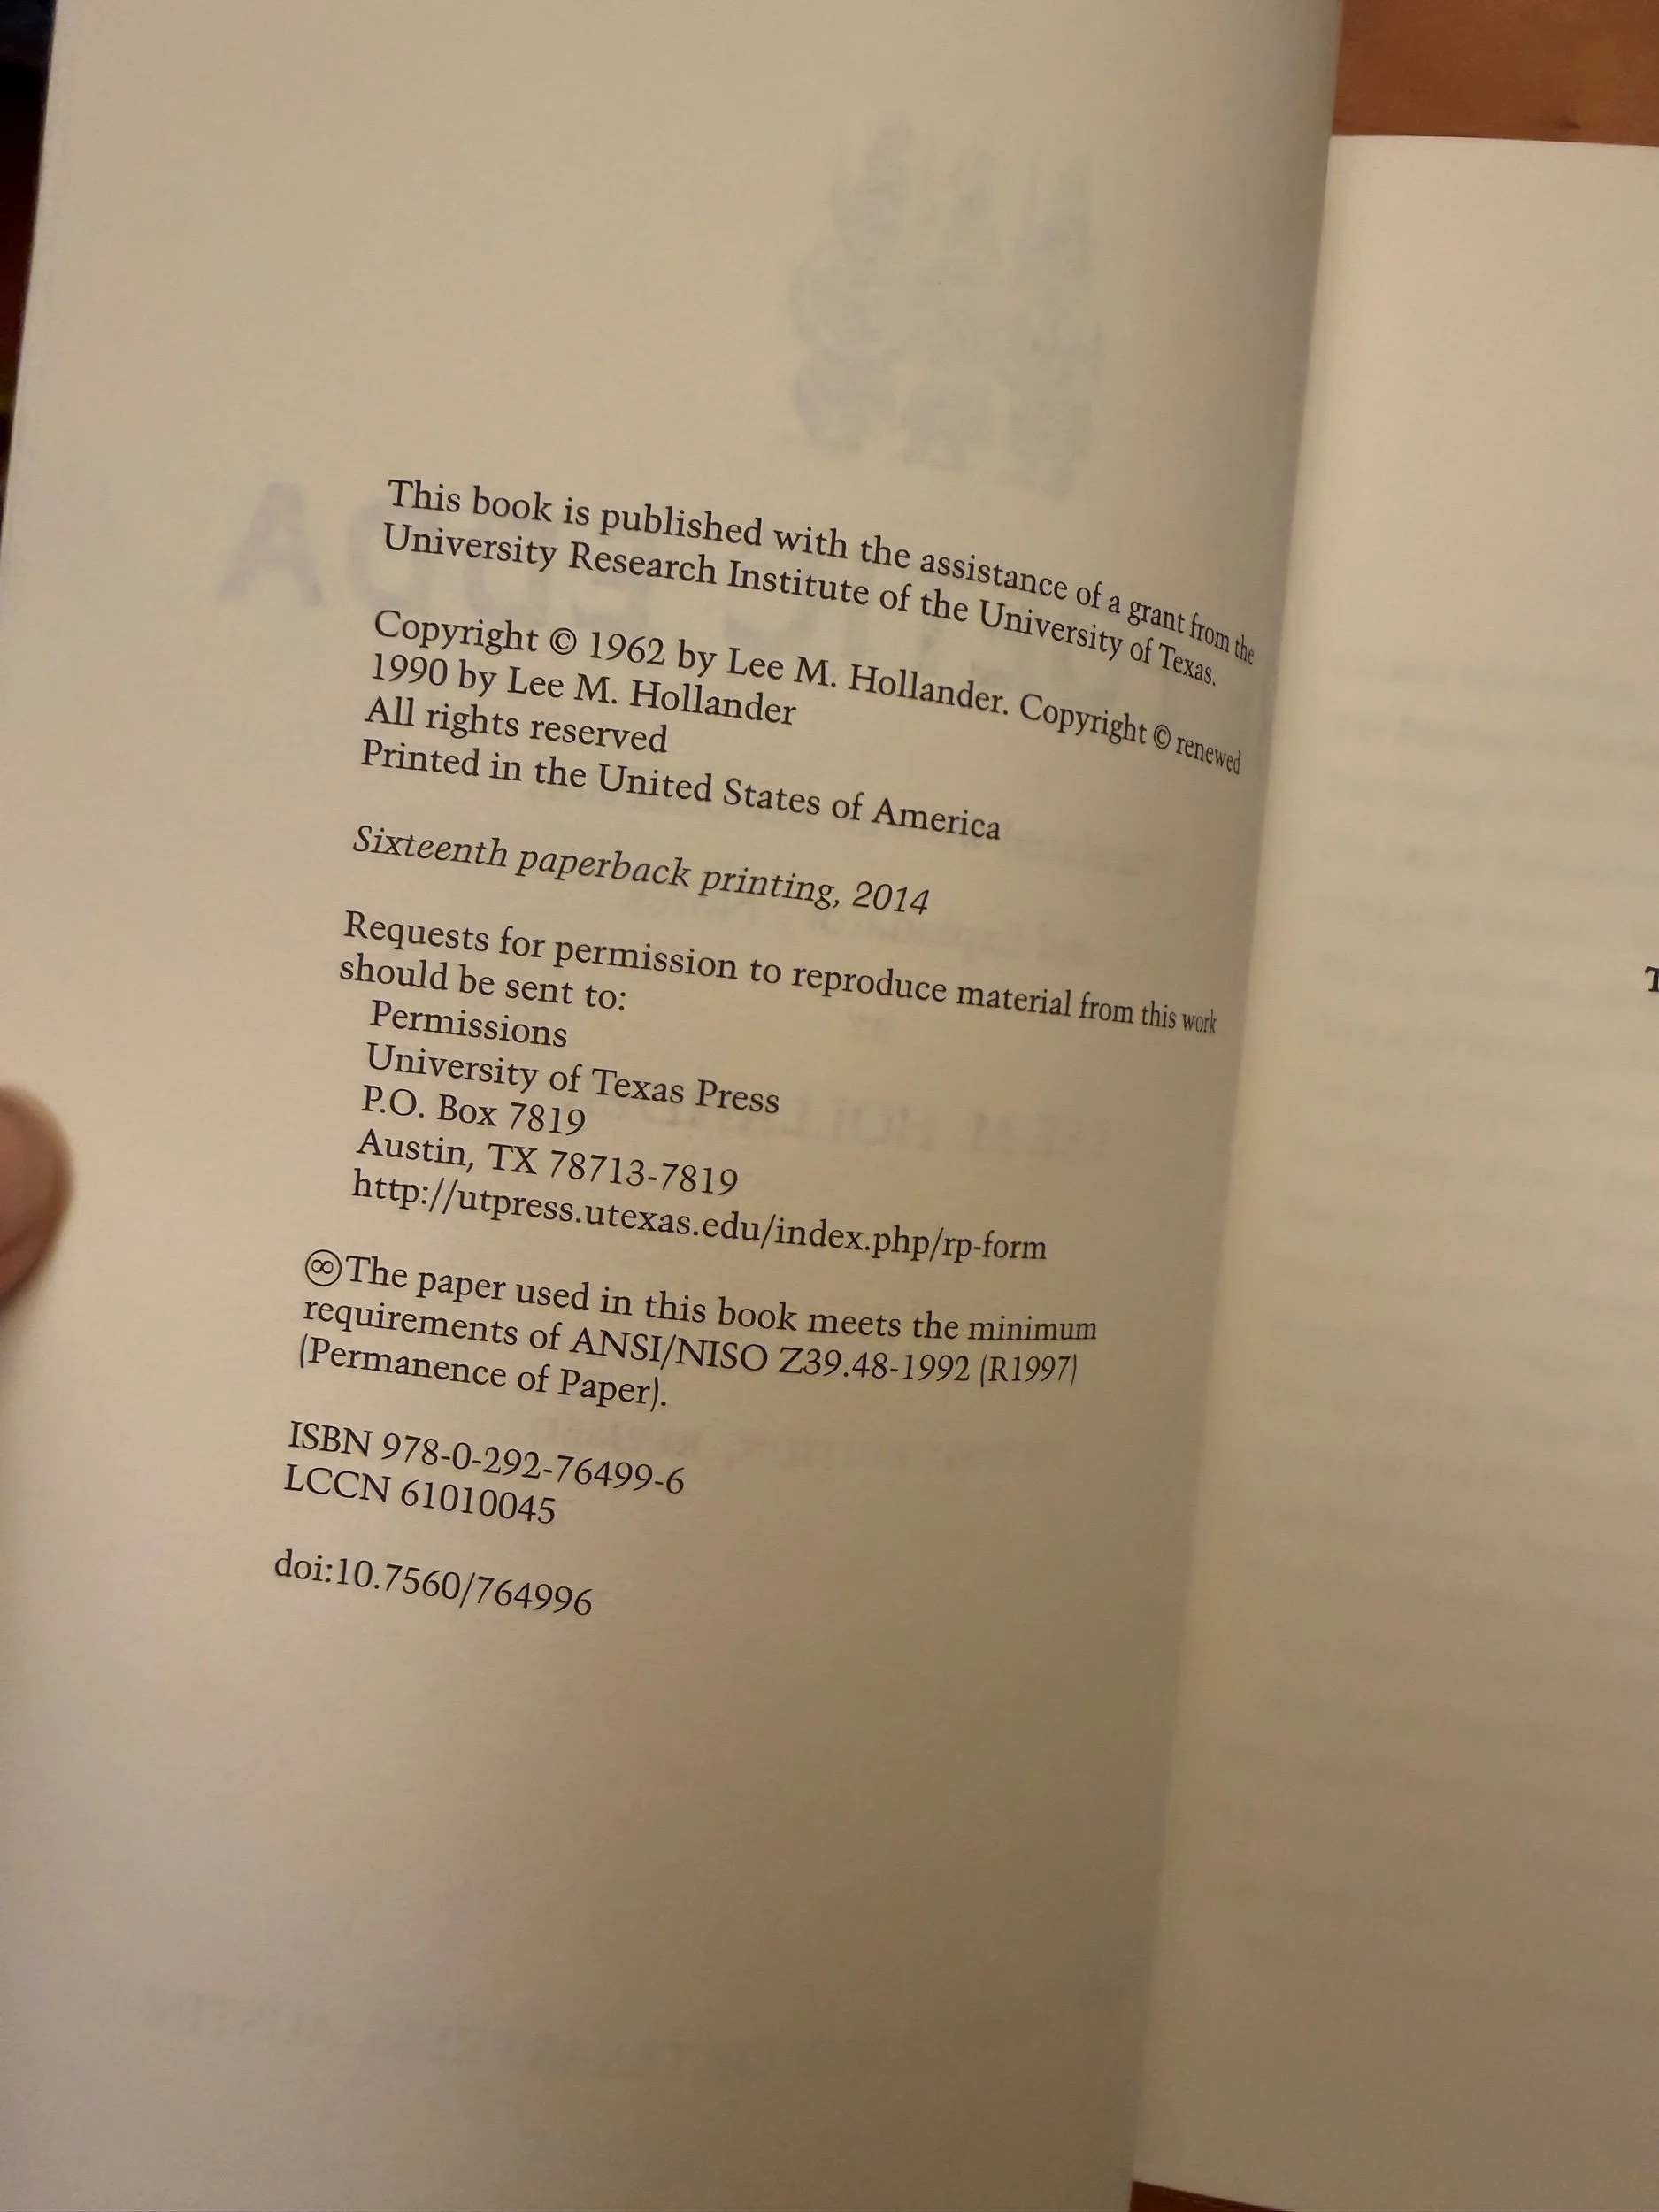 This book is published with the assistance of a grant from the
University Research Institute of the University of Texas.
Copyright © 1962 by Lee M. Hollander. Copyright © renewed
1990 by Lee M. Hollander
All rights reserved
Printed in the United States of America
Sixteenth paperback printing, 2014
Requests for permission to reproduce material from this work
should be sent to:
Permissions
University of Texas Press
P.O. Box 7819
Austin, TX 78713-7819
http://utpress.utexas.edu/index.php/rp-form
♾The paper used in this book meets the minimum
requirements of ANSI/NISO Z39.48-1992 (R1997)
(Permanence of Paper).
ISBN 978-0-292-76499-6
LCCN 61010045
doi:10.7560/764996